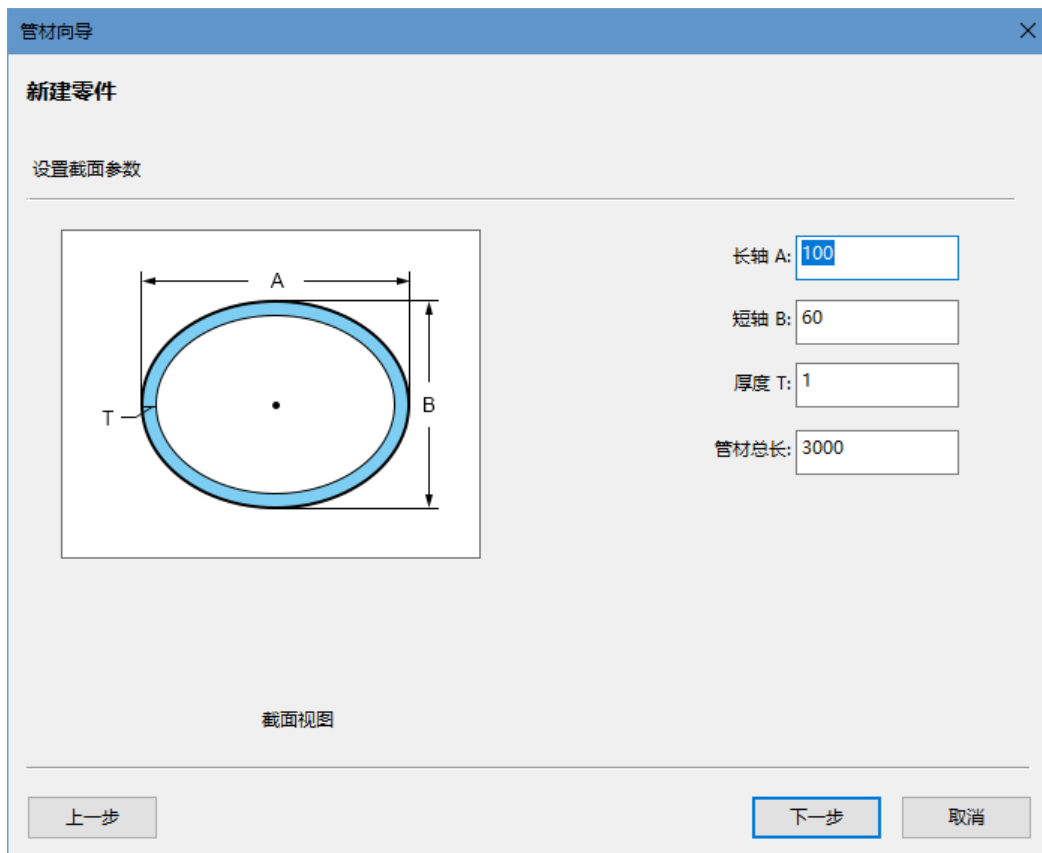 管材向导
新建零件
设置截面参数
A
B
T
长轴 A: 100
短轴 B: 60
厚度 T: 1
管材总长: 3000
截面视图
上一步
下一步
取消